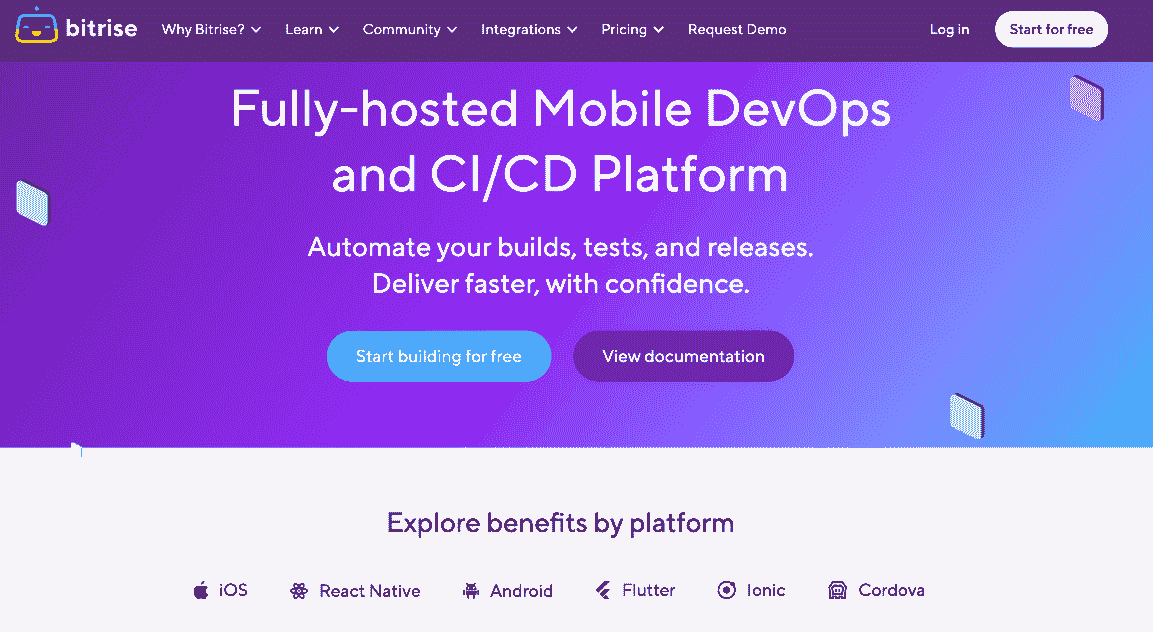 bitrise Why Bitrise? Learn Community Integrations Pricing Request Demo Log in Start for free
Fully-hosted Mobile DevOps
and CI/CD Platform
Automate your builds, tests, and releases.
Deliver faster, with confidence.
Start building for free View documentation
Explore benefits by platform
iOS React Native Android Flutter Ionic Cordova